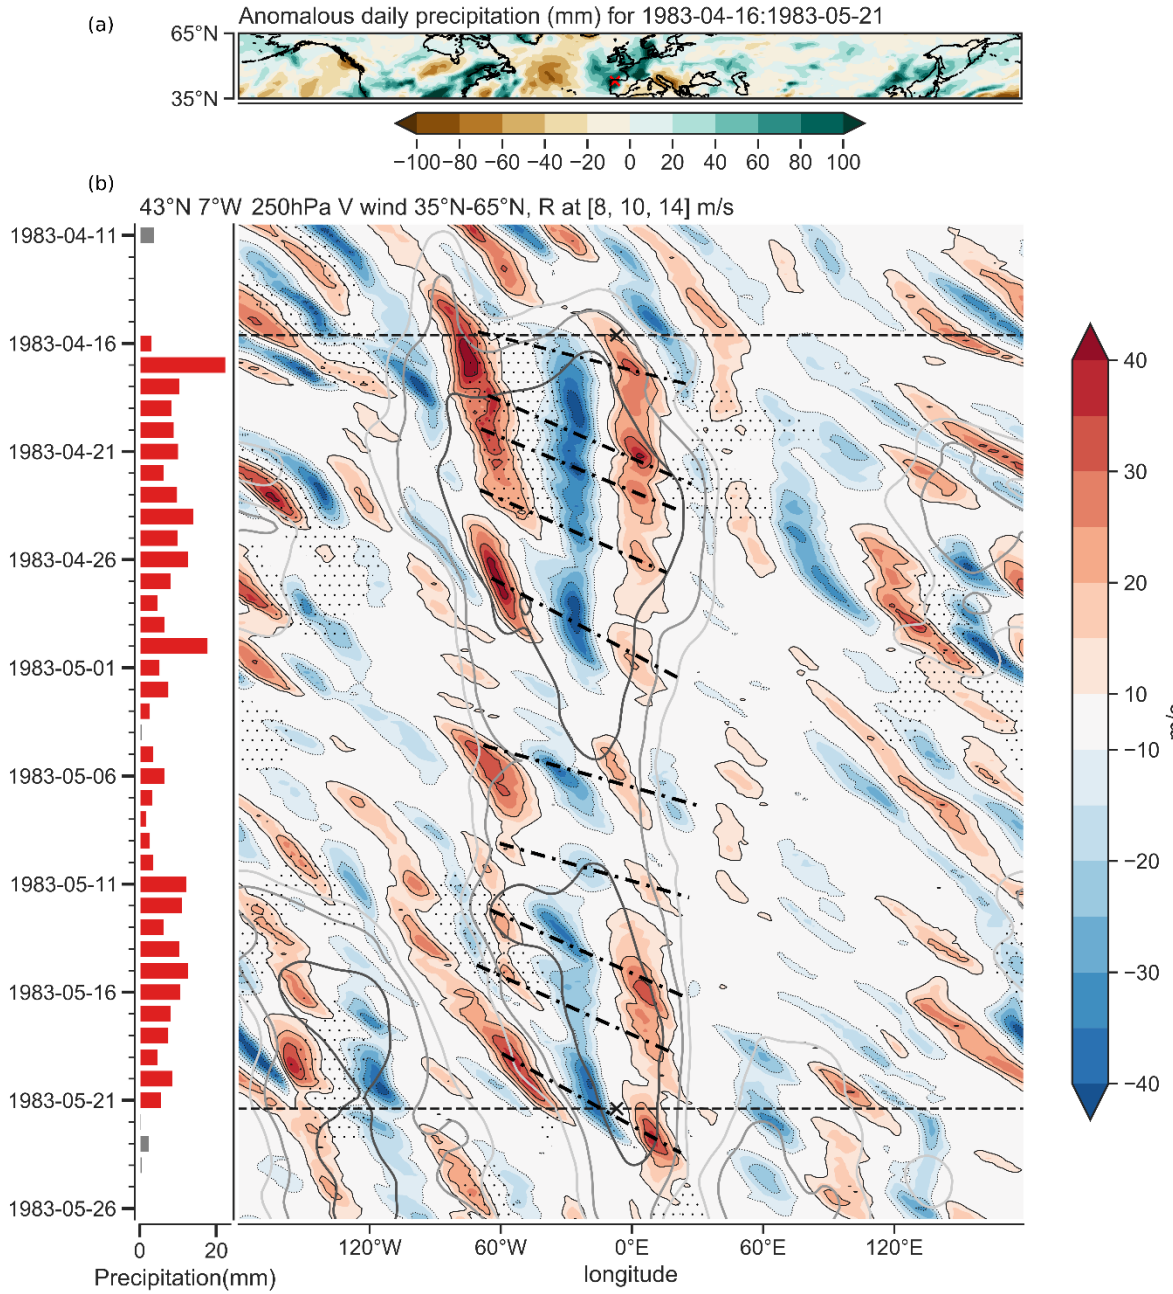 (a)
Anomalous daily precipitation (mm) for 1983-04-16:1983-05-21
65°N
35°N
−100 −80 −60 −40 −20 0 20 40 60 80 100
(b)
43°N 7°W 250hPa V wind 35°N-65°N, R at [8, 10, 14] m/s
1983-04-11
1983-04-16
1983-04-21
1983-04-26
1983-05-01
1983-05-06
1983-05-11
1983-05-16
1983-05-21
1983-05-26
0 20
Precipitation(mm)
120°W 60°W 0°E 60°E 120°E
longitude
40
30
20
10
−10
−20
−30
−40